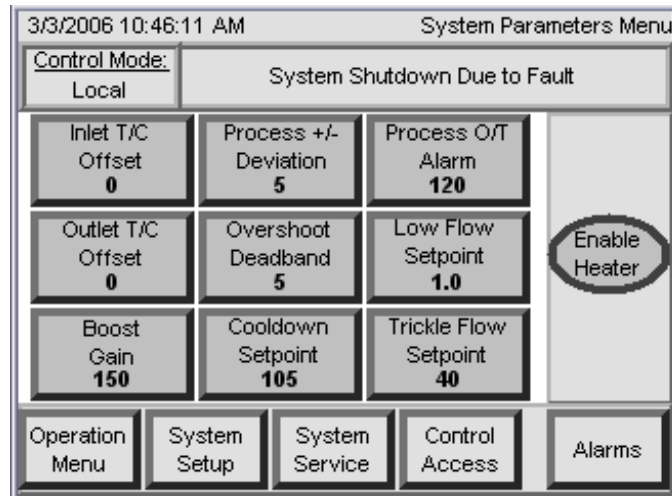 3/3/2006 10:46:11 AM System Parameters Menu
Control Mode:
Local
System Shutdown Due to Fault
Inlet T/C
Offset
0
Process +/-
Deviation
5
Process O/T
Alarm
120
Outlet T/C
Offset
0
Overshoot
Deadband
5
Low Flow
Setpoint
1.0
Enable
Heater
Boost
Gain
150
Cooldown
Setpoint
105
Trickle Flow
Setpoint
40
Operation
Menu
System
Setup
System
Service
Control
Access
Alarms